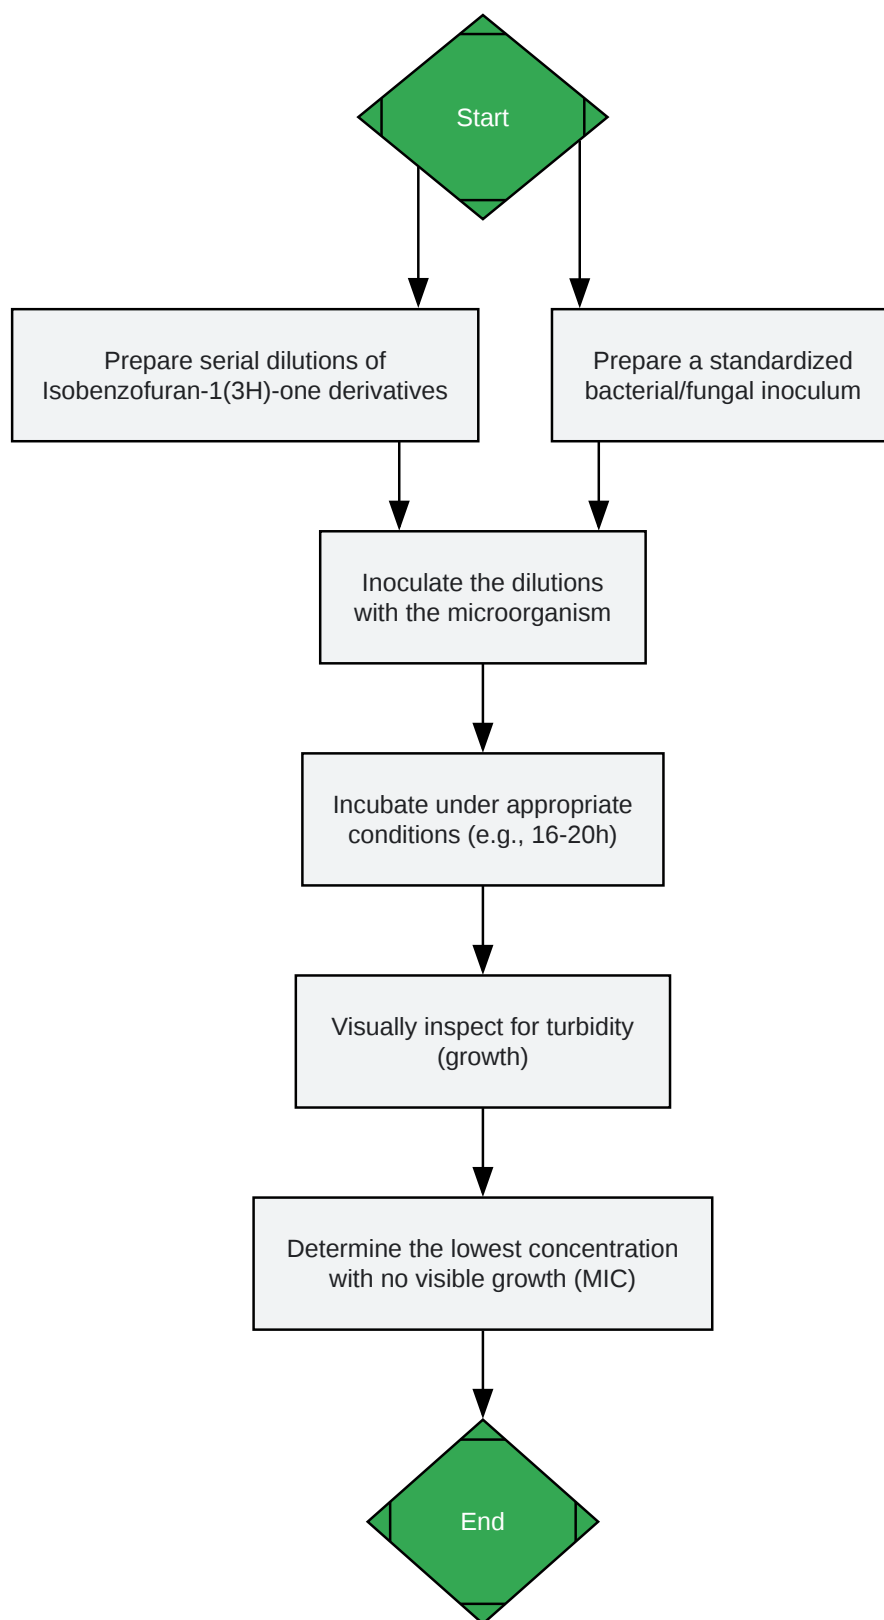 Start
Prepare serial dilutions of
Isobenzofuran-1(3H)-one derivatives
Prepare a standardized
bacterial/fungal inoculum
Inoculate the dilutions
with the microorganism
Incubate under appropriate
conditions (e.g., 16-20h)
Visually inspect for turbidity
(growth)
Determine the lowest concentration
with no visible growth (MIC)
End